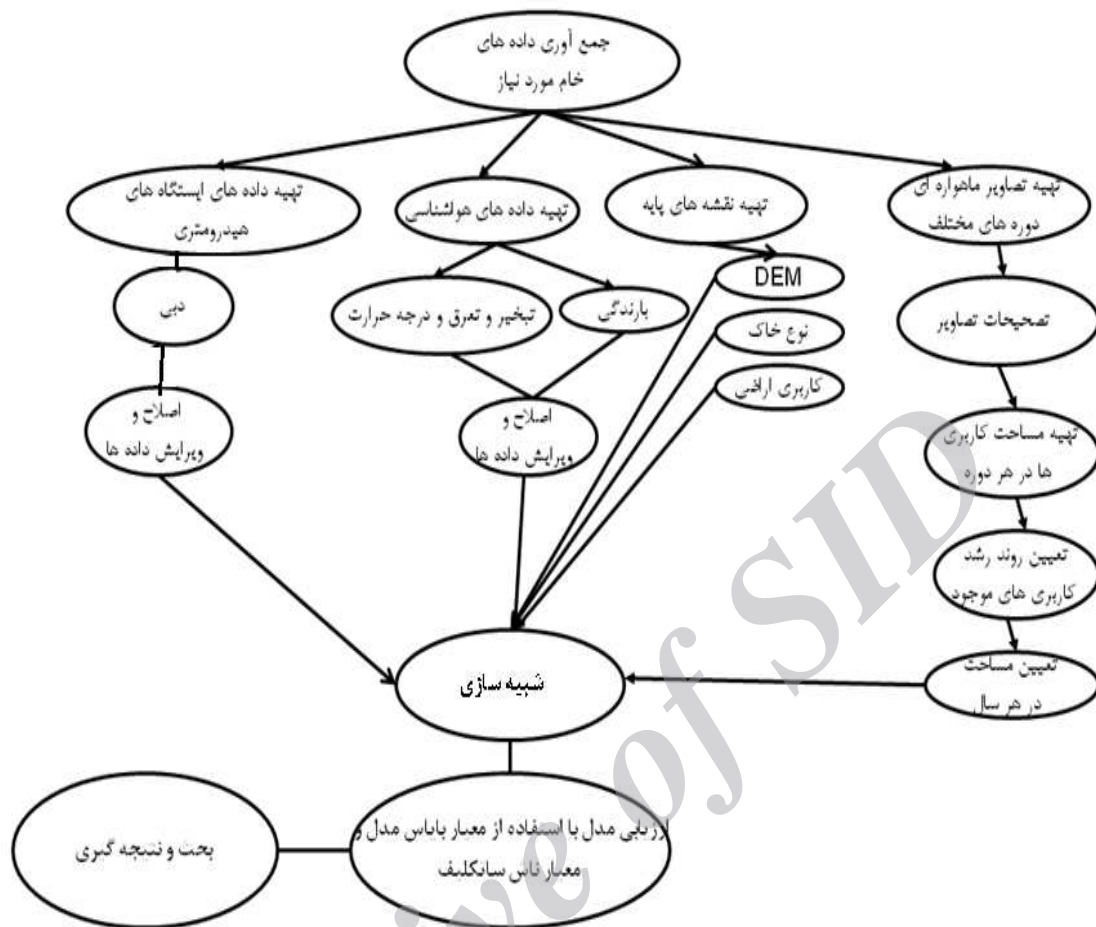 جمع آوری داده های
خام مورد نیاز
تهیه تصاویر ماهواره ای
دوره های مختلف
تهیه نقشه های پایه
تهیه داده های هواشناسی
تهیه داده های ایستگاه های
هیدرومتری
DEM
نوع خاک
کاربری اراضی
بارندگی
تبخیر و تعرق و درجه حرارت
دبی
تصحیحات تصاویر
اصلاح و
ویرایش داده ها
اصلاح و
ویرایش داده ها
تهیه مساحت کاربری
ها در هر دوره
تعیین روند رشد
کاربری های موجود
تعیین مساحت
در هر سال
شبیه سازی
ارزیابی مدل با استفاده از معیار بایاس مدل و
معیار ناش ساتکلیف
بحث و نتیجه گیری
ive of SID